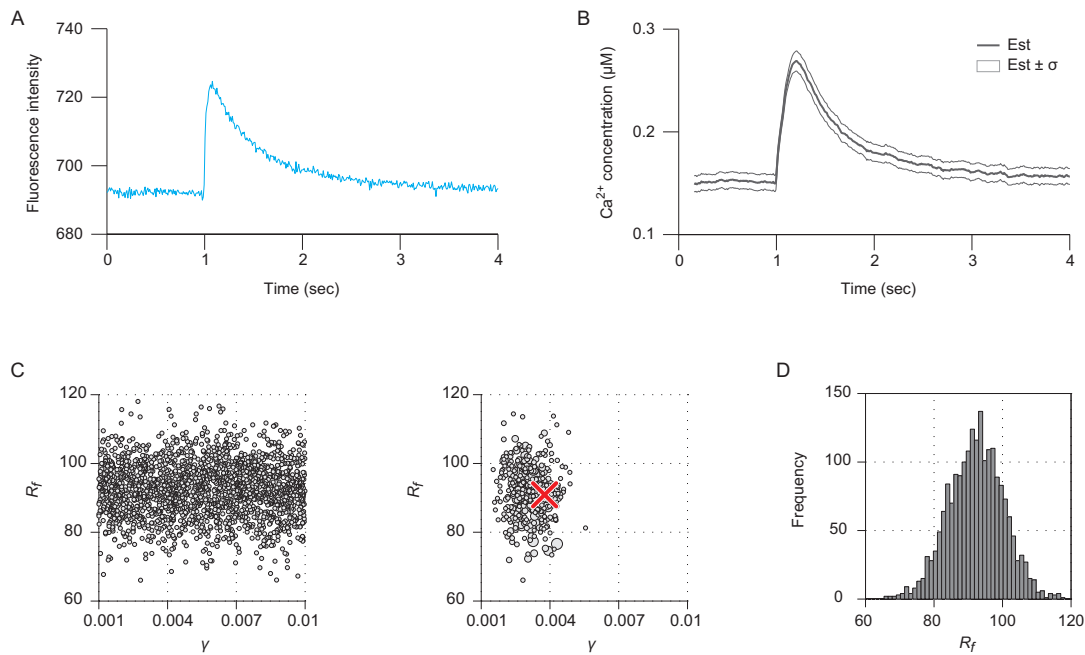 A
740
720
700
680
Fluorescence intensity
0 1 2 3 4
Time (sec)
B
0.3
0.2
0.1
Ca²⁺ concentration (µM)
Est
Est ± σ
0 1 2 3 4
Time (sec)
C
120
100
80
60
R_f
0.001 0.004 0.007 0.01
γ
120
100
80
60
R_f
0.001 0.004 0.007 0.01
γ
D
150
100
50
0
Frequency
60 80 100 120
R_f